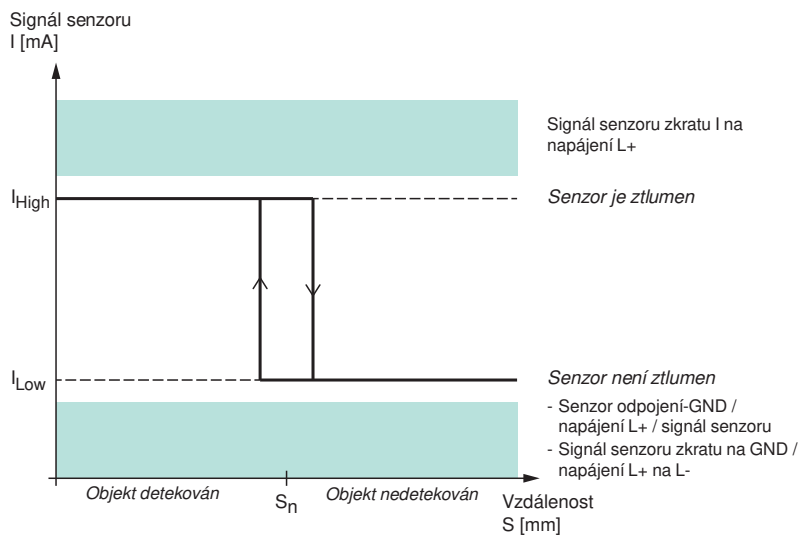 Signál senzoru
I [mA]
Signál senzoru zkratu I na
napájení L+
IHigh
Senzor je ztlumen
ILow
Senzor není ztlumen
- Senzor odpojení-GND /
napájení L+ / signál senzoru
- Signál senzoru zkratu na GND /
napájení L+ na L-
Objekt detekován
Sn
Objekt nedetekován
Vzdálenost
S [mm]